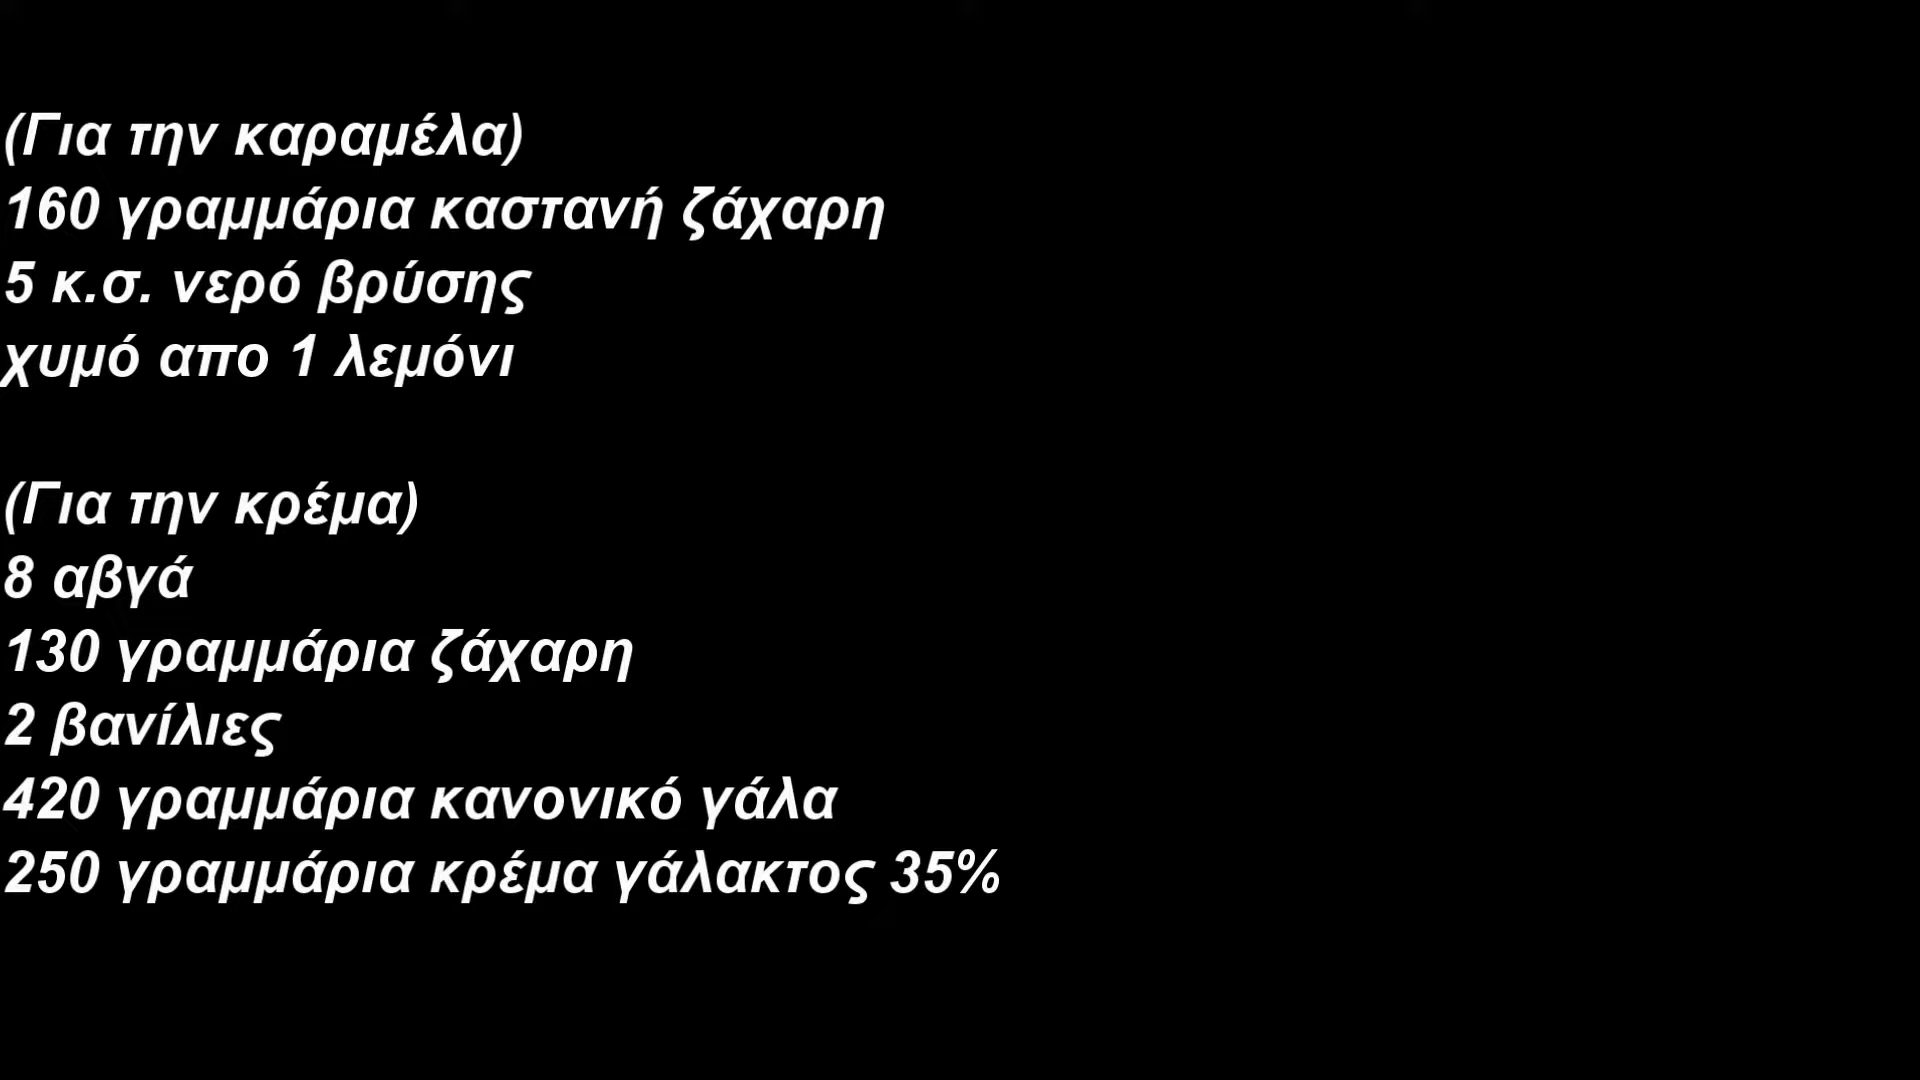 (Για την καραμέλα)
160 γραμμάρια καστανή ζάχαρη
5 κ.σ. νερό βρύσης
χυμό απο 1 λεμόνι
(Για την κρέμα)
8 αβγά
130 γραμμάρια ζάχαρη
2 βανίλιες
420 γραμμάρια κανονικό γάλα
250 γραμμάρια κρέμα γάλακτος 35%